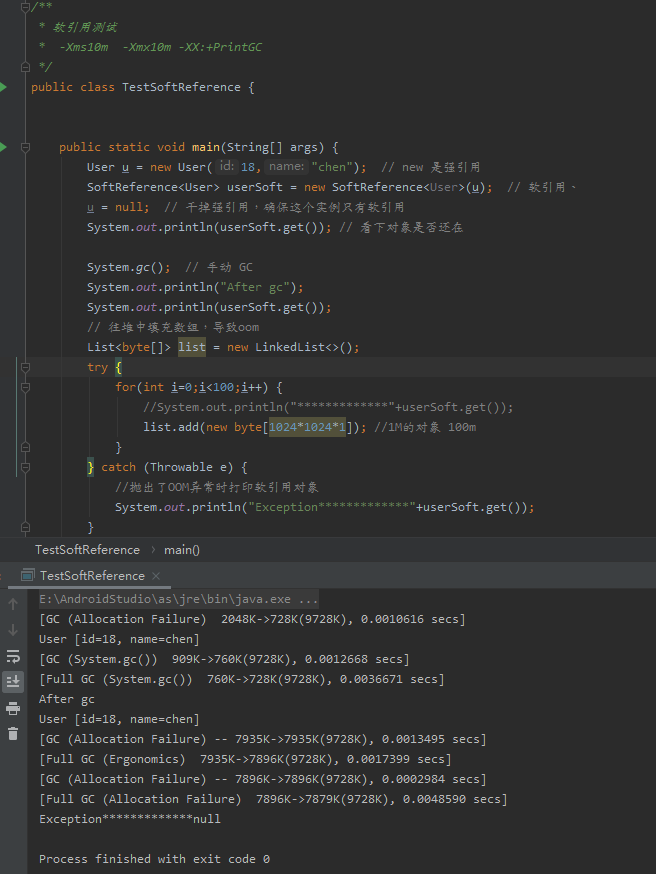 /**
* 软引用测试
* -Xms10m  -Xmx10m -XX:+PrintGC
*/
public class TestSoftReference {
public static void main(String[] args) {
User u = new User( id: 18, name: "chen");  // new 是强引用
SoftReference<User> userSoft = new SoftReference<User>(u);  // 软引用、
u = null;  // 干掉强引用，确保这个实例只有软引用
System.out.println(userSoft.get()); // 看下对象是否还在
System.gc();  // 手动 GC
System.out.println("After gc");
System.out.println(userSoft.get());
// 往堆中填充数组，导致oom
List<byte[]> list = new LinkedList<>();
try {
for(int i=0;i<100;i++) {
//System.out.println("*************"+userSoft.get());
list.add(new byte[1024*1024*1]); //1M的对象 100m
}
} catch (Throwable e) {
//抛出了OOM异常时打印软引用对象
System.out.println("Exception*************"+userSoft.get());
}
TestSoftReference › main()
TestSoftReference ×
E:\AndroidStudio\as\jre\bin\java.exe ...
[GC (Allocation Failure)  2048K->728K(9728K), 0.0010616 secs]
User [id=18, name=chen]
[GC (System.gc())  909K->760K(9728K), 0.0012668 secs]
[Full GC (System.gc())  760K->728K(9728K), 0.0036671 secs]
After gc
User [id=18, name=chen]
[GC (Allocation Failure) -- 7935K->7935K(9728K), 0.0013495 secs]
[Full GC (Ergonomics)  7935K->7896K(9728K), 0.0017399 secs]
[GC (Allocation Failure) -- 7896K->7896K(9728K), 0.0002984 secs]
[Full GC (Allocation Failure)  7896K->7879K(9728K), 0.0048590 secs]
Exception*************null
Process finished with exit code 0